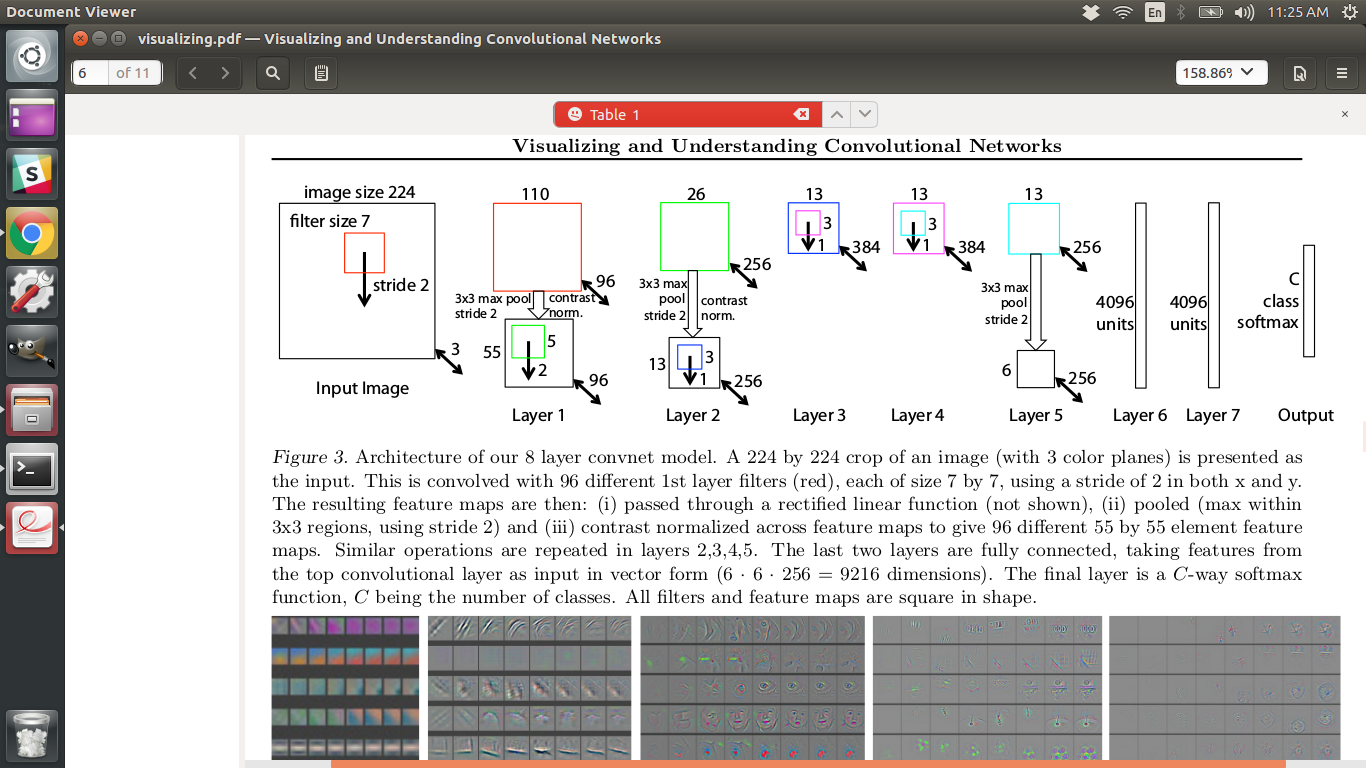 Document Viewer
En
11:25 AM
visualizing.pdf — Visualizing and Understanding Convolutional Networks
6 of 11
158.86%
Table 1
Visualizing and Understanding Convolutional Networks
image size 224
110
26
13
13
13
filter size 7
stride 2
3
Input Image
96
3x3 max pool
stride 2
contrast
norm.
55
5
2
96
Layer 1
256
3x3 max
pool
stride 2
contrast
norm.
13
3
1
256
Layer 2
3
1
384
Layer 3
3
1
384
Layer 4
256
3x3 max
pool
stride 2
6
256
Layer 5
4096
units
Layer 6
4096
units
Layer 7
C
class
softmax
Output
Figure 3. Architecture of our 8 layer convnet model. A 224 by 224 crop of an image (with 3 color planes) is presented as
the input. This is convolved with 96 different 1st layer filters (red), each of size 7 by 7, using a stride of 2 in both x and y.
The resulting feature maps are then: (i) passed through a rectified linear function (not shown), (ii) pooled (max within
3x3 regions, using stride 2) and (iii) contrast normalized across feature maps to give 96 different 55 by 55 element feature
maps. Similar operations are repeated in layers 2,3,4,5. The last two layers are fully connected, taking features from
the top convolutional layer as input in vector form (6 · 6 · 256 = 9216 dimensions). The final layer is a C-way softmax
function, C being the number of classes. All filters and feature maps are square in shape.